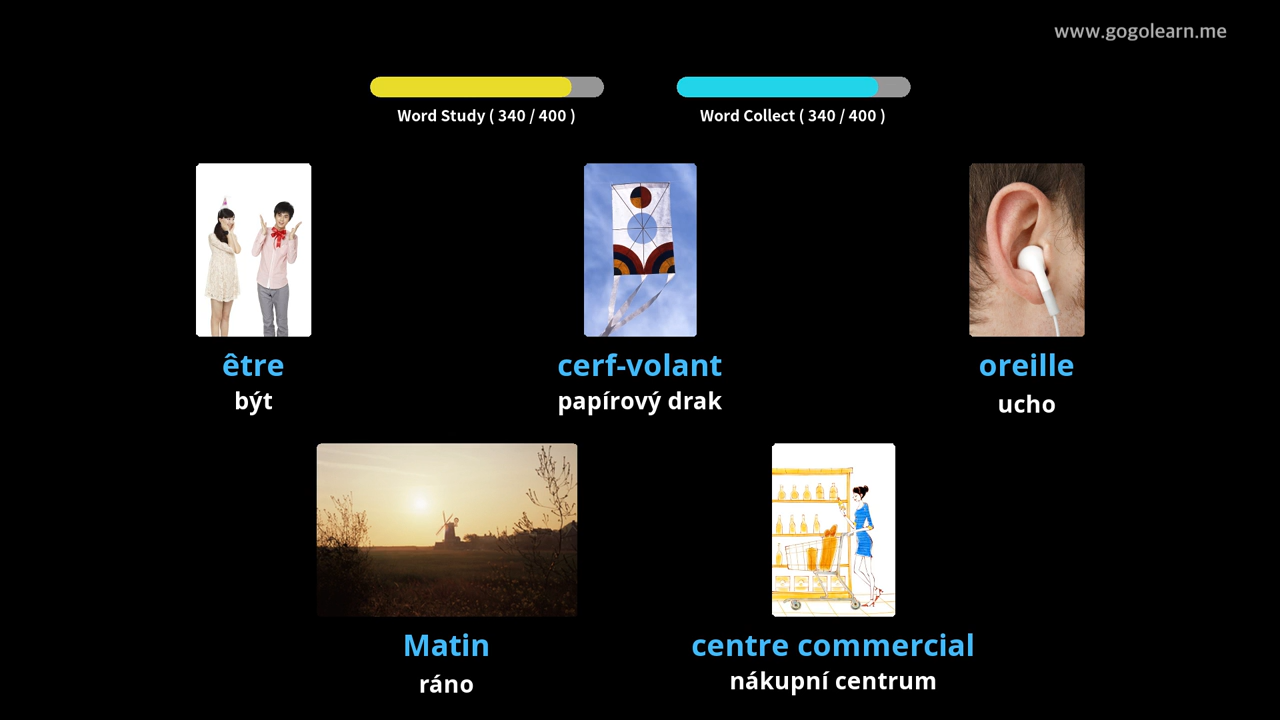 www.gogolearn.me
Word Study ( 340 / 400 )
Word Collect ( 340 / 400 )
être
být
cerf-volant
papírový drak
oreille
ucho
Matin
ráno
centre commercial
nákupní centrum